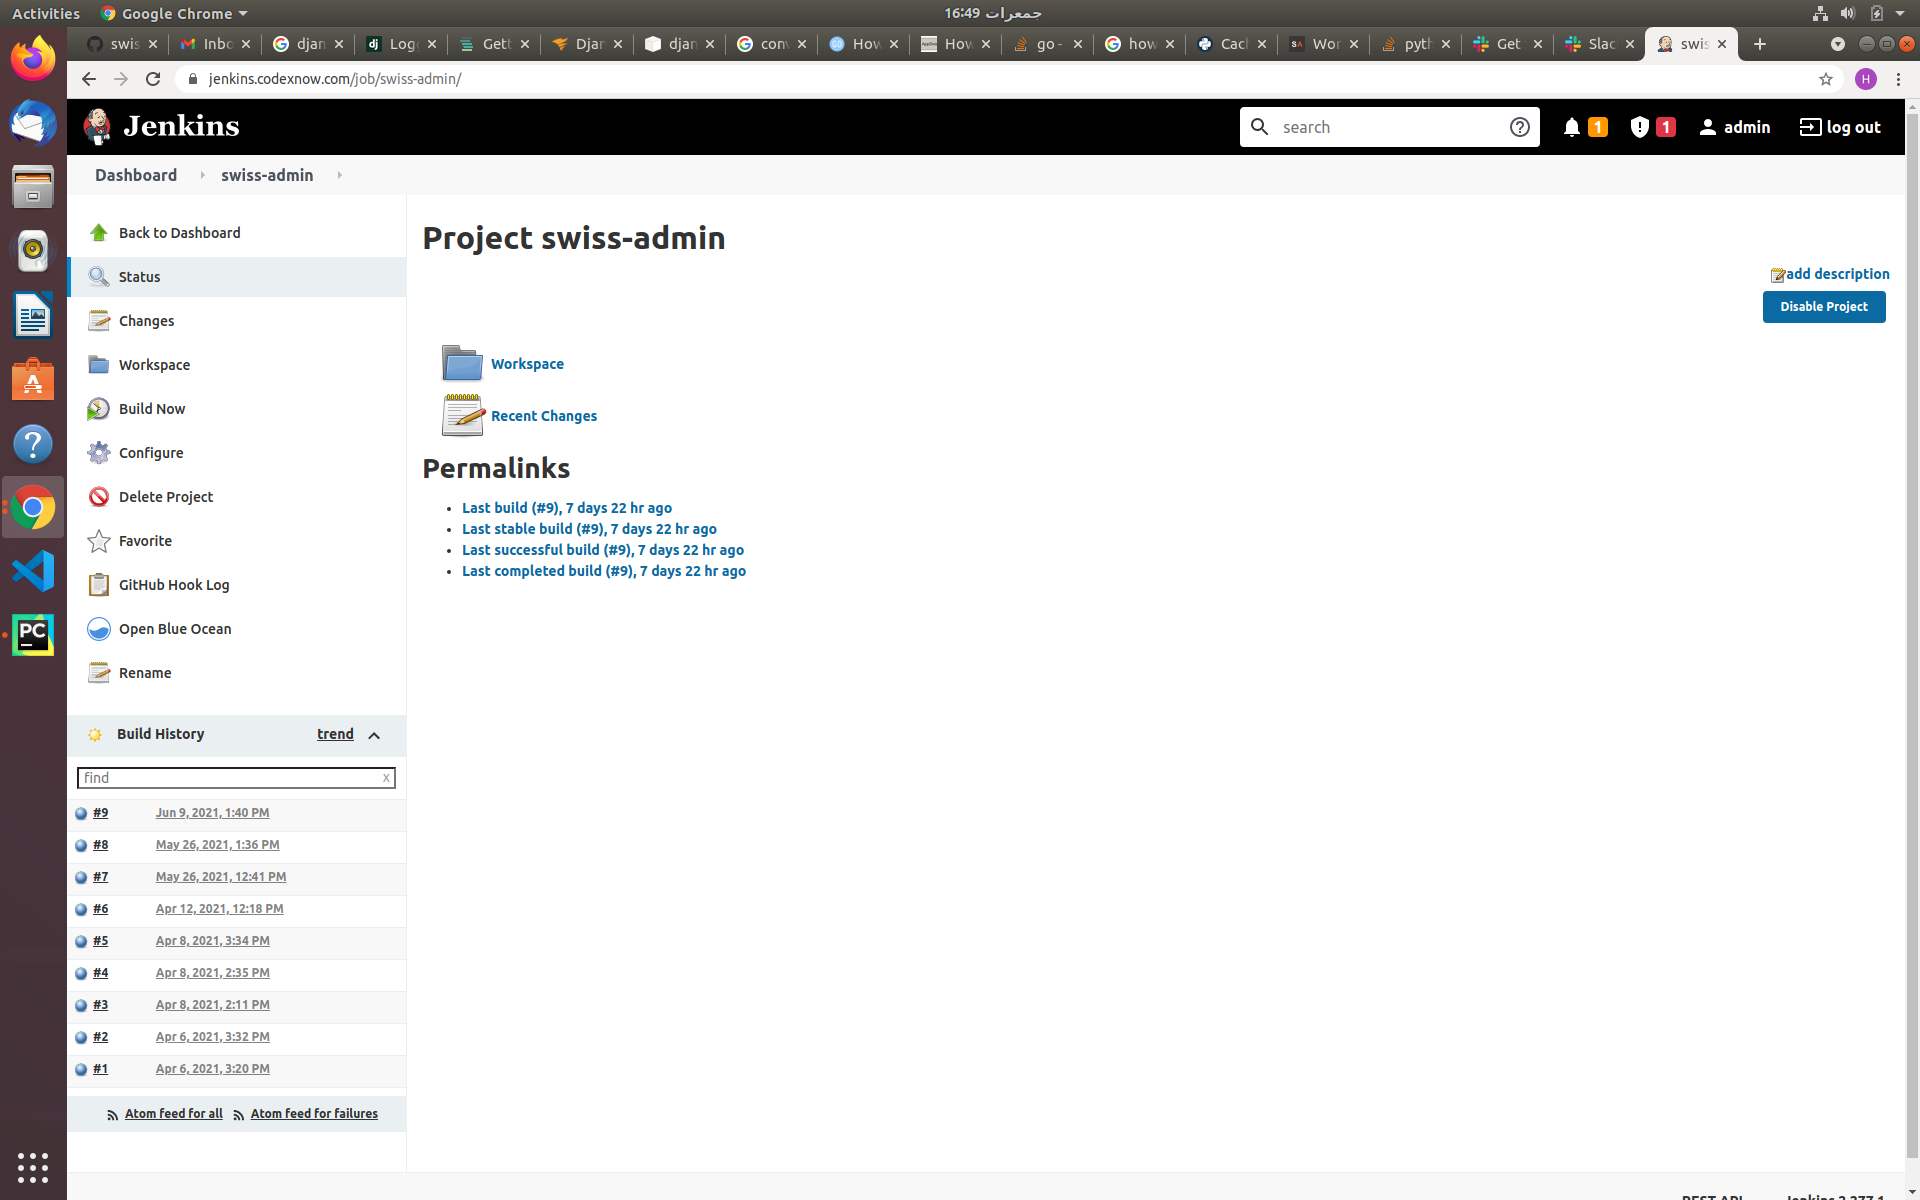 Activities Google Chrome جمعرات 16:49
swis Inbo djan Logo Gett Djan djan conv How How go - how Cacl Wor pyth Get Slac swis
jenkins.codexnow.com/job/swiss-admin/ H
Jenkins search 1 1 admin log out
Dashboard swiss-admin
Back to Dashboard
Status
Changes
Workspace
Build Now
Configure
Delete Project
Favorite
GitHub Hook Log
Open Blue Ocean
Rename
Build History trend
find x
#9 Jun 9, 2021, 1:40 PM
#8 May 26, 2021, 1:36 PM
#7 May 26, 2021, 12:41 PM
#6 Apr 12, 2021, 12:18 PM
#5 Apr 8, 2021, 3:34 PM
#4 Apr 8, 2021, 2:35 PM
#3 Apr 8, 2021, 2:11 PM
#2 Apr 6, 2021, 3:32 PM
#1 Apr 6, 2021, 3:20 PM
Atom feed for all Atom feed for failures
Project swiss-admin
add description
Disable Project
Workspace
Recent Changes
Permalinks
Last build (#9), 7 days 22 hr ago
Last stable build (#9), 7 days 22 hr ago
Last successful build (#9), 7 days 22 hr ago
Last completed build (#9), 7 days 22 hr ago
REST API Jenkins 2.277.1